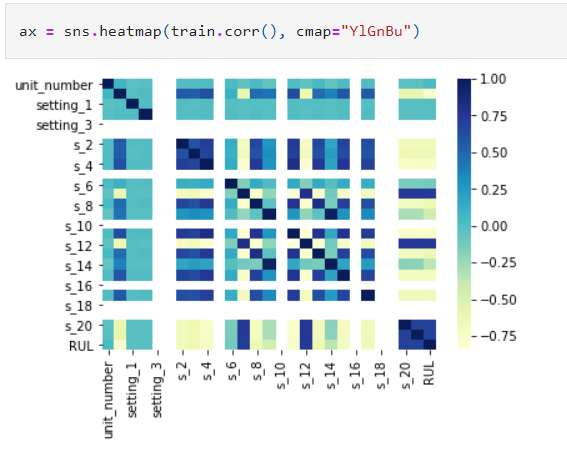 ax = sns.heatmap(train.corr(), cmap="YlGnBu")
unit_number
setting_1
setting_3
s_2
s_4
s_6
s_8
s_10
s_12
s_14
s_16
s_18
s_20
RUL
unit_number
setting_1
setting_3
s_2
s_4
s_6
s_8
s_10
s_12
s_14
s_16
s_18
s_20
RUL
1.00
0.75
0.50
0.25
0.00
−0.25
−0.50
−0.75